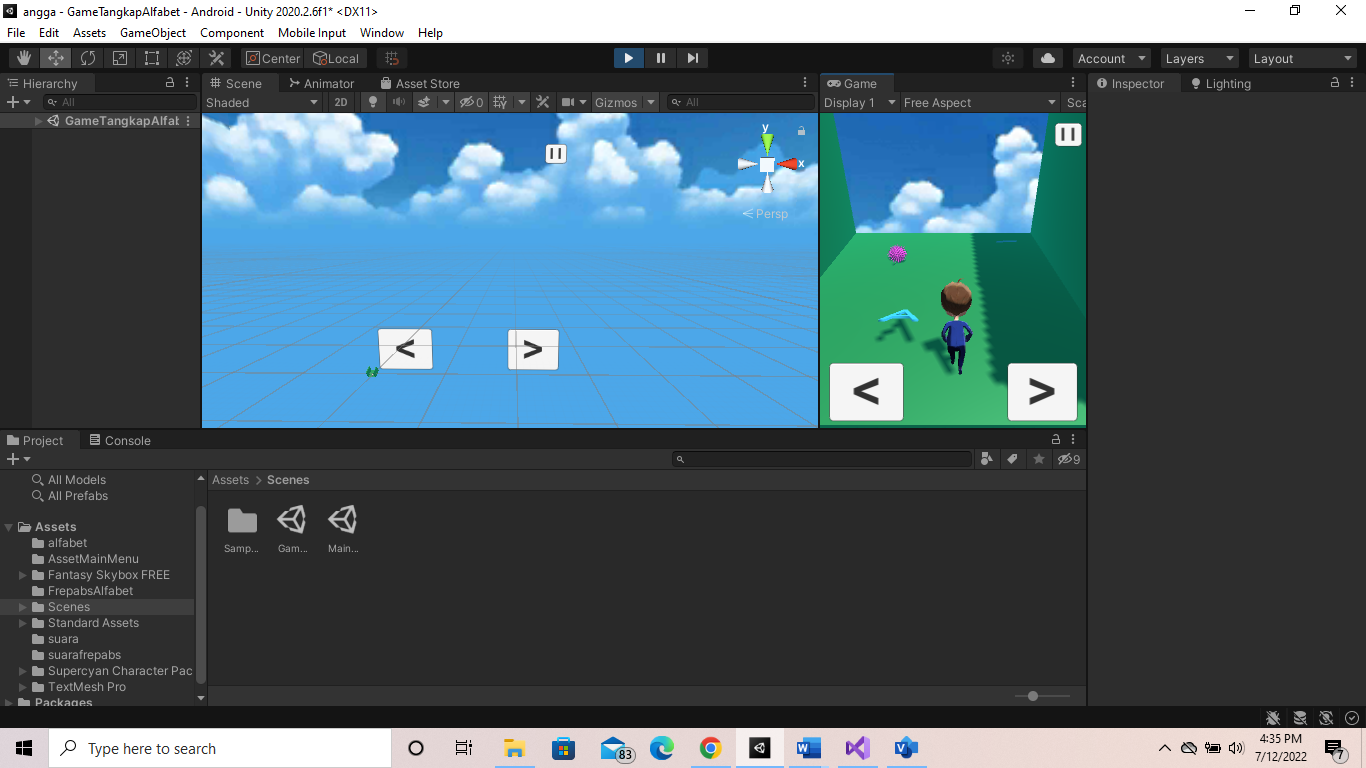 angga - GameTangkapAlfabet - Android - Unity 2020.2.6f1* <DX11>
File Edit Assets GameObject Component Mobile Input Window Help
Center Local Account Layers Layout
Hierarchy Scene Animator Asset Store Game Inspector Lighting
All Shaded 2D 0 Gizmos All Display 1 Free Aspect Sca
GameTangkapAlfat
y
x
Persp
< >
< >
Project Console
9
All Models
All Prefabs
Assets > Scenes
Assets
alfabet
AssetMainMenu
Fantasy Skybox FREE
FrepabsAlfabet
Scenes
Standard Assets
suara
suarafrepabs
Supercyan Character Pac
TextMesh Pro
Packages
Samp... Gam... Main...
Type here to search
83
4:35 PM
7/12/2022
7